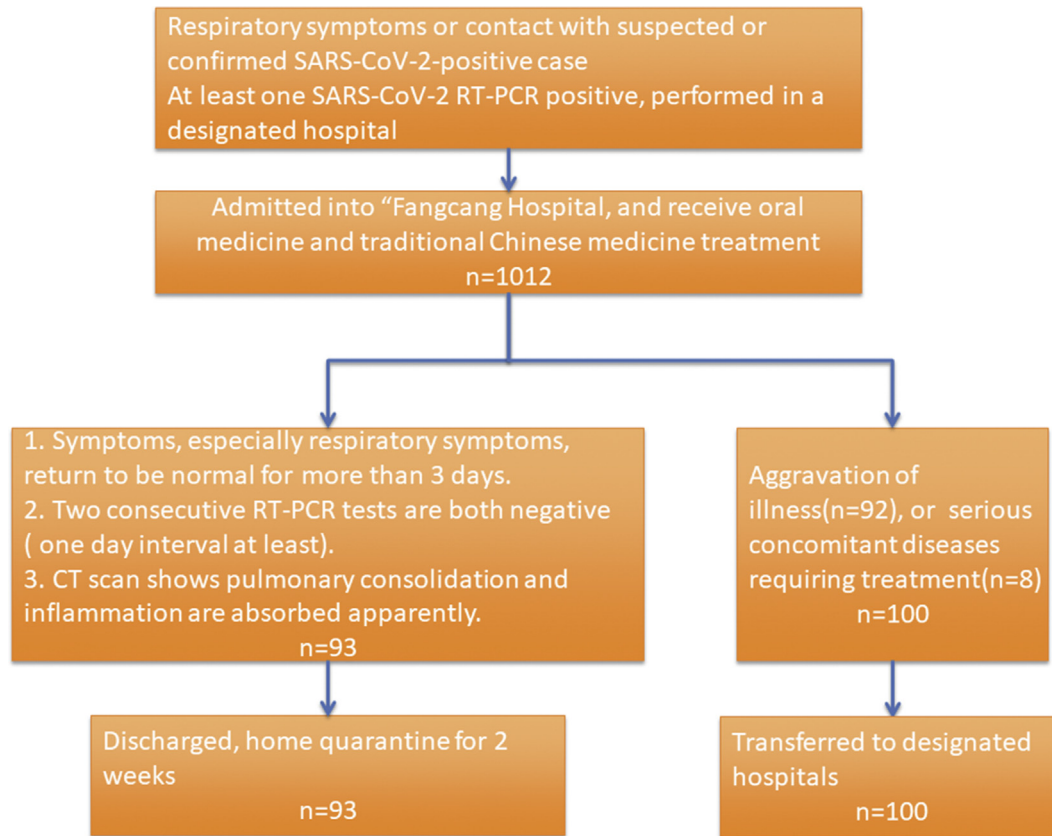 Respiratory symptoms or contact with suspected or
confirmed SARS-CoV-2-positive case
At least one SARS-CoV-2 RT-PCR positive, performed in a
designated hospital
Admitted into “Fangcang Hospital, and receive oral
medicine and traditional Chinese medicine treatment
n=1012
1. Symptoms, especially respiratory symptoms,
return to be normal for more than 3 days.
2. Two consecutive RT-PCR tests are both negative
( one day interval at least).
3. CT scan shows pulmonary consolidation and
inflammation are absorbed apparently.
n=93
Aggravation of
illness(n=92), or serious
concomitant diseases
requiring treatment(n=8)
n=100
Discharged, home quarantine for 2
weeks
n=93
Transferred to designated
hospitals
n=100